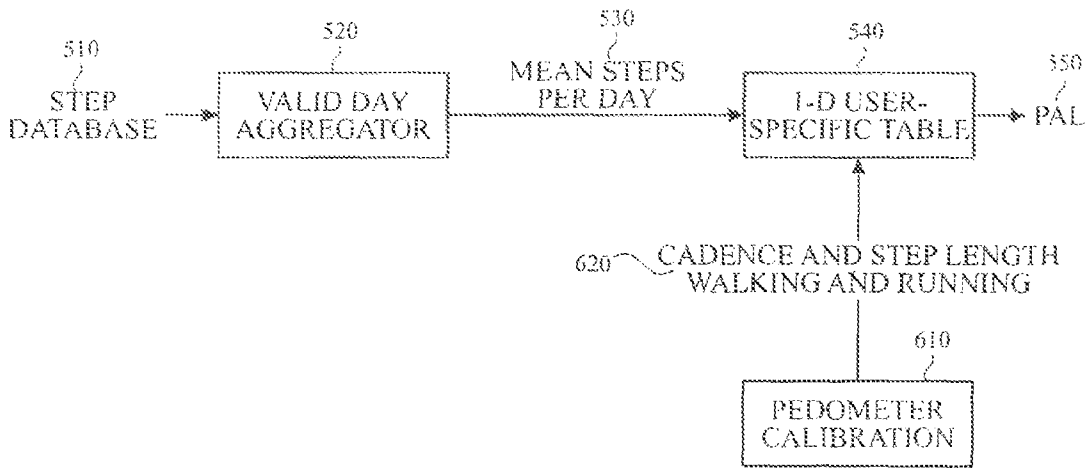 510
STEP
DATABASE
520
VALID DAY
AGGREGATOR
530
MEAN STEPS
PER DAY
540
1-D USER-
SPECIFIC TABLE
550
PAL
620
CADENCE AND STEP LENGTH
WALKING AND RUNNING
610
PEDOMETER
CALIBRATION